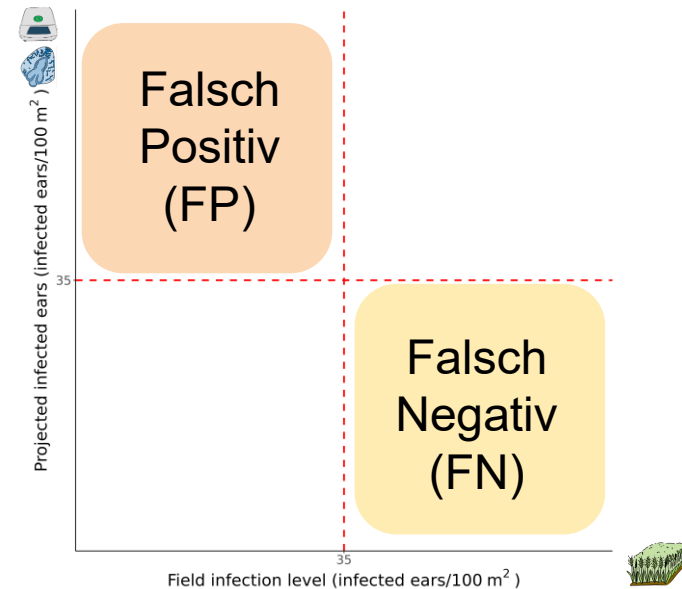 Falsch
Positiv
(FP)
Falsch
Negativ
(FN)
Projected infected ears (infected ears/100 m²)
35
35
Field infection level (infected ears/100 m²)